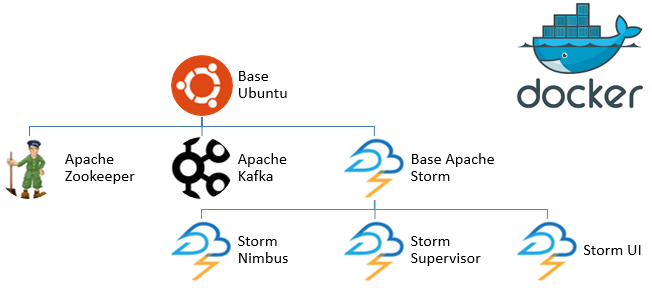 docker
Base
Ubuntu
Apache
Zookeeper
Apache
Kafka
Base Apache
Storm
Storm
Nimbus
Storm
Supervisor
Storm UI